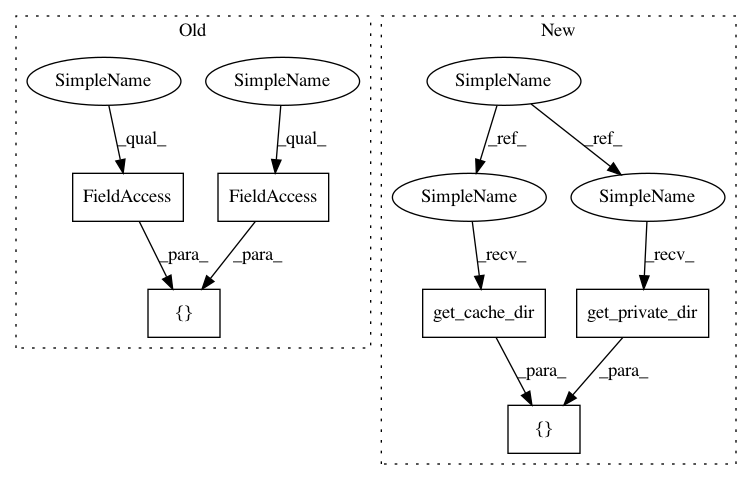 Old
New
SimpleName
SimpleName
SimpleName
_qual_
_qual_
_ref_
_ref_
FieldAccess
FieldAccess
SimpleName
SimpleName
_para_
_para_
_recv_
_recv_
{}
get_cache_dir
get_private_dir
_para_
_para_
{}